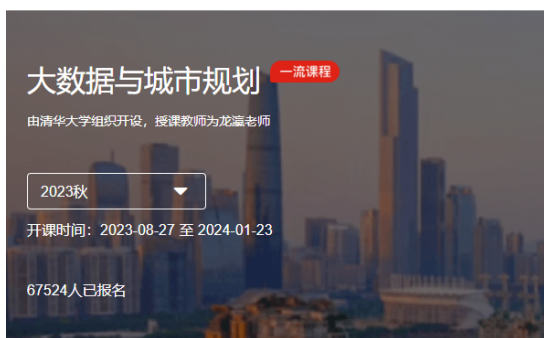 大数据与城市规划 一流课程
由清华大学组织开设，授课教师为龙瀛老师
2023秋
开课时间：2023-08-27 至 2024-01-23
67524人已报名